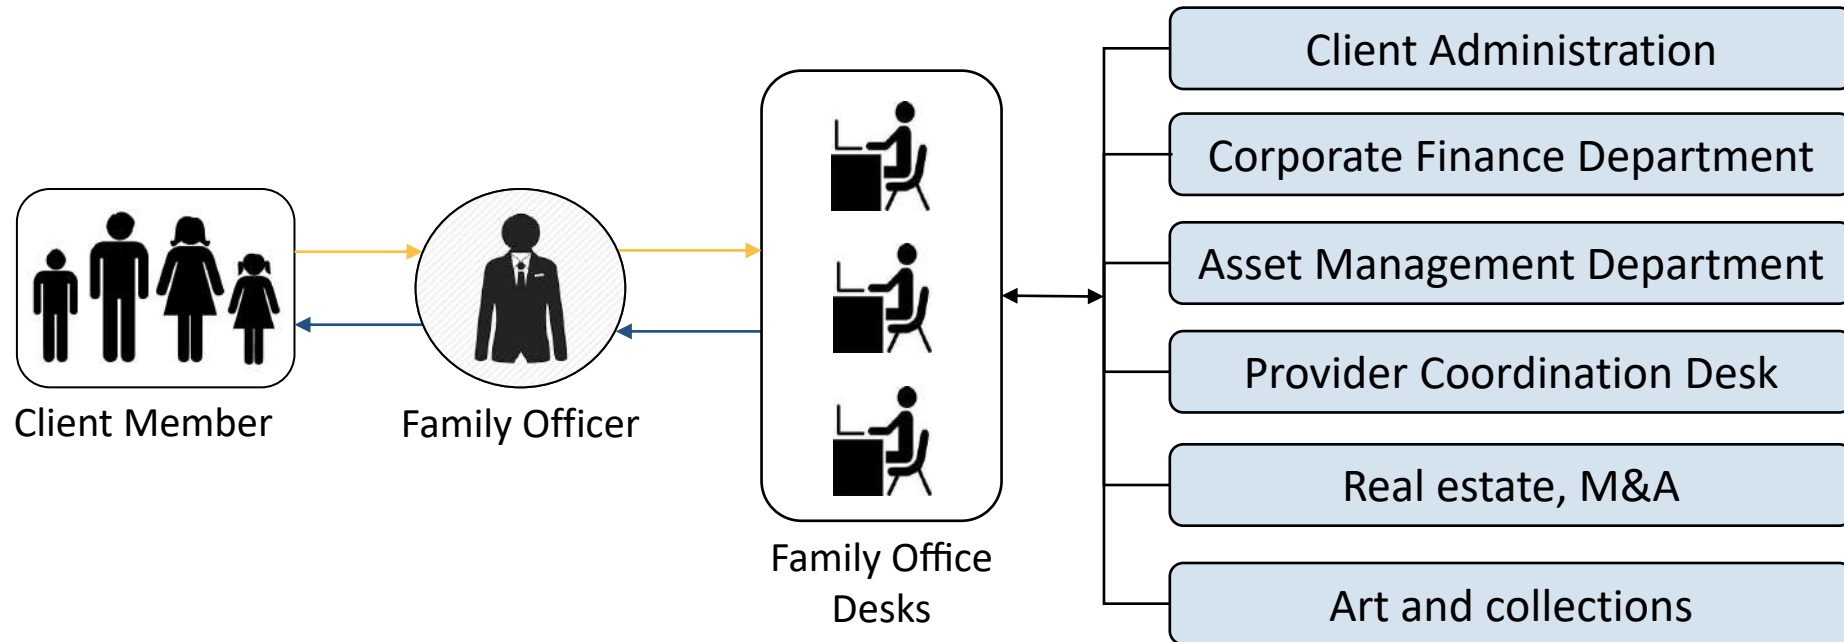 Client Member
Family Officer
Family Office
Desks
Client Administration
Corporate Finance Department
Asset Management Department
Provider Coordination Desk
Real estate, M&A
Art and collections